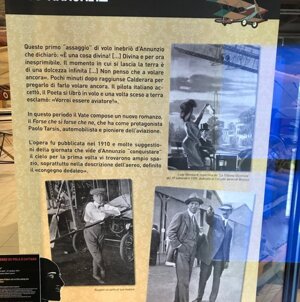 Questo primo "assaggio" di volo inebriò d'Annunzio
che dichiarò: «È una cosa divina! [...] Divina e per ora
inesprimibile. Il momento in cui si lascia la terra è
di una dolcezza infinita [...] Non penso che a volare
ancora». Pochi minuti dopo raggiunse Calderara per
pregarlo di farlo volare ancora. Il pilota italiano ac-
cettò, il Poeta si librò in volo e una volta sceso a terra
esclamò: «Vorrei essere aviatore!».
In questo periodo il Vate compose un nuovo romanzo,
il Forse che sì forse che no, che ha come protagonista
Paolo Tarsis, automobilista e pioniere dell'aviazione.
L'opera fu pubblicata nel 1910 e molte suggestio-
ni della giornata che vide d'Annunzio "conquistare"
il cielo per la prima volta vi trovarono ampio spa-
zio, soprattutto nella descrizione dell'aereo, definito
il «congegno dedàleo».